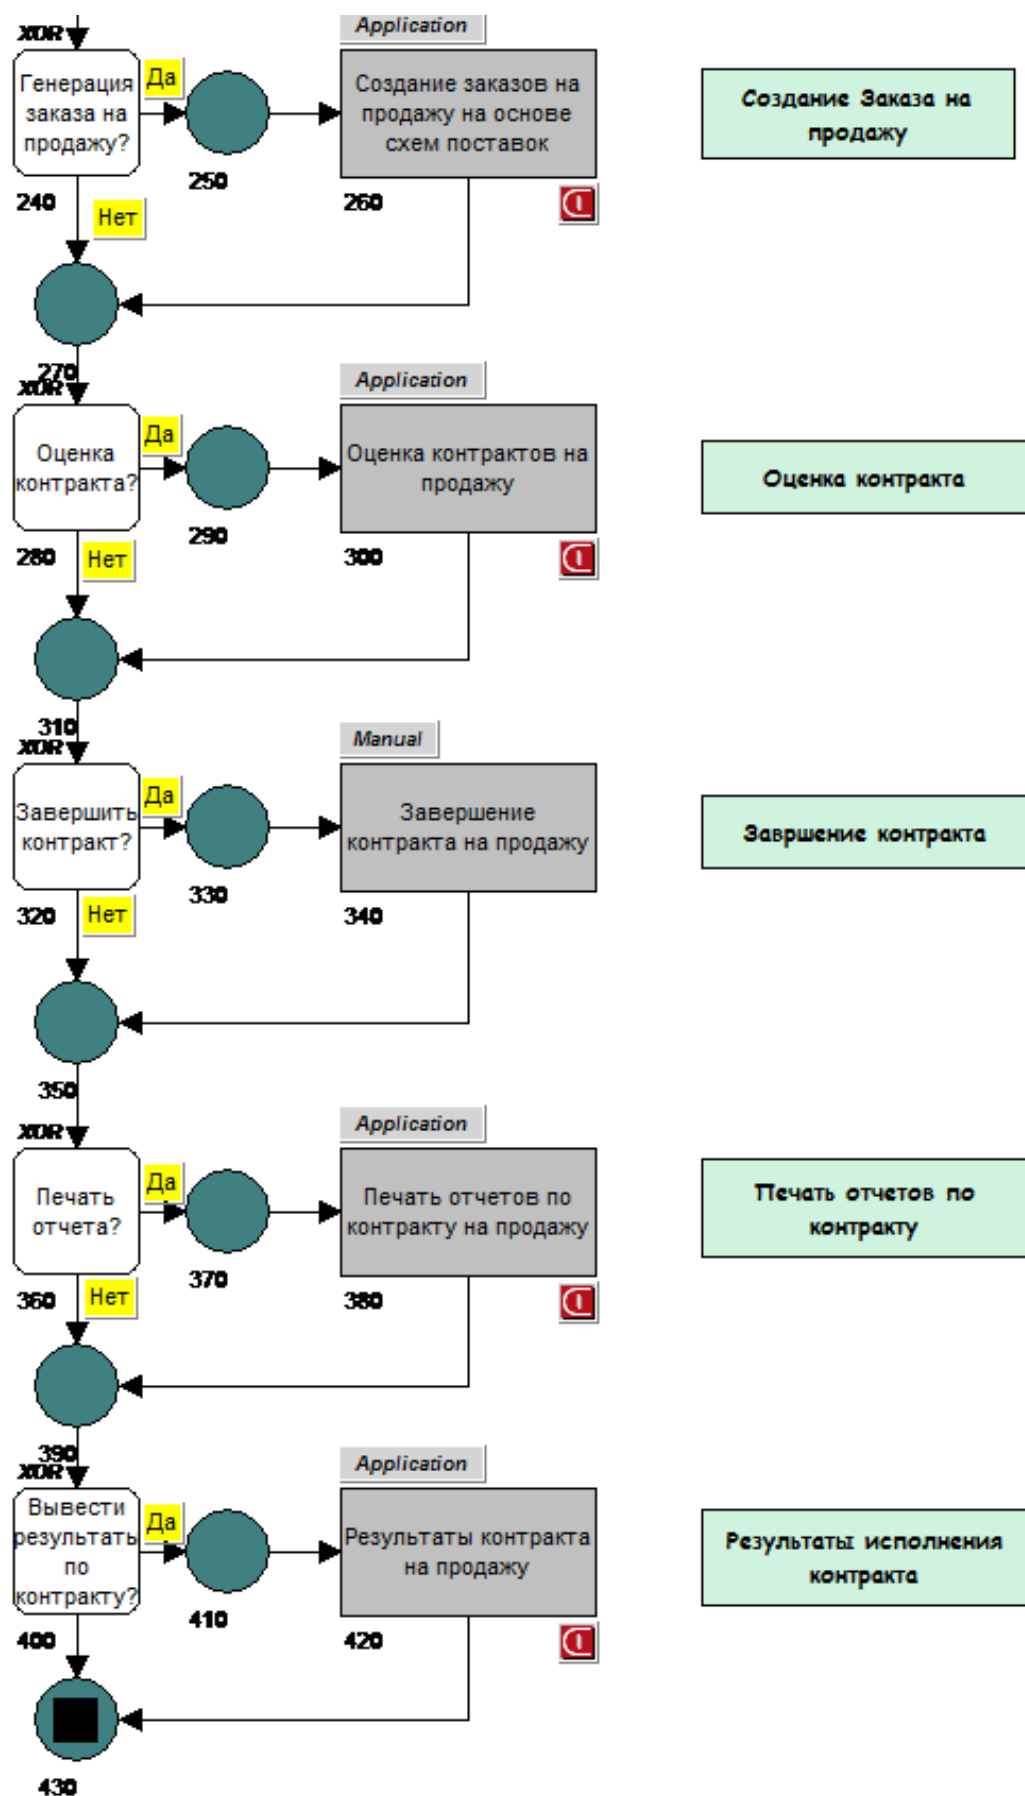 XOR
Application
Генерация
заказа на
продажу?
Да
Создание заказов на
продажу на основе
схем поставок
Создание Заказа на
продажу
240
250
260
Нет
270
XOR
Application
Оценка
контракта?
Да
Оценка контрактов на
продажу
Оценка контракта
280
290
300
Нет
310
XOR
Manual
Завершить
контракт?
Да
Завершение
контракта на продажу
Завршение контракта
320
330
340
Нет
350
XOR
Application
Печать
отчета?
Да
Печать отчетов по
контракту на продажу
Печать отчетов по
контракту
360
370
380
Нет
390
XOR
Application
Вывести
результать
по
контракту?
Да
Результаты контракта
на продажу
Результаты исполнения
контракта
400
410
420
430